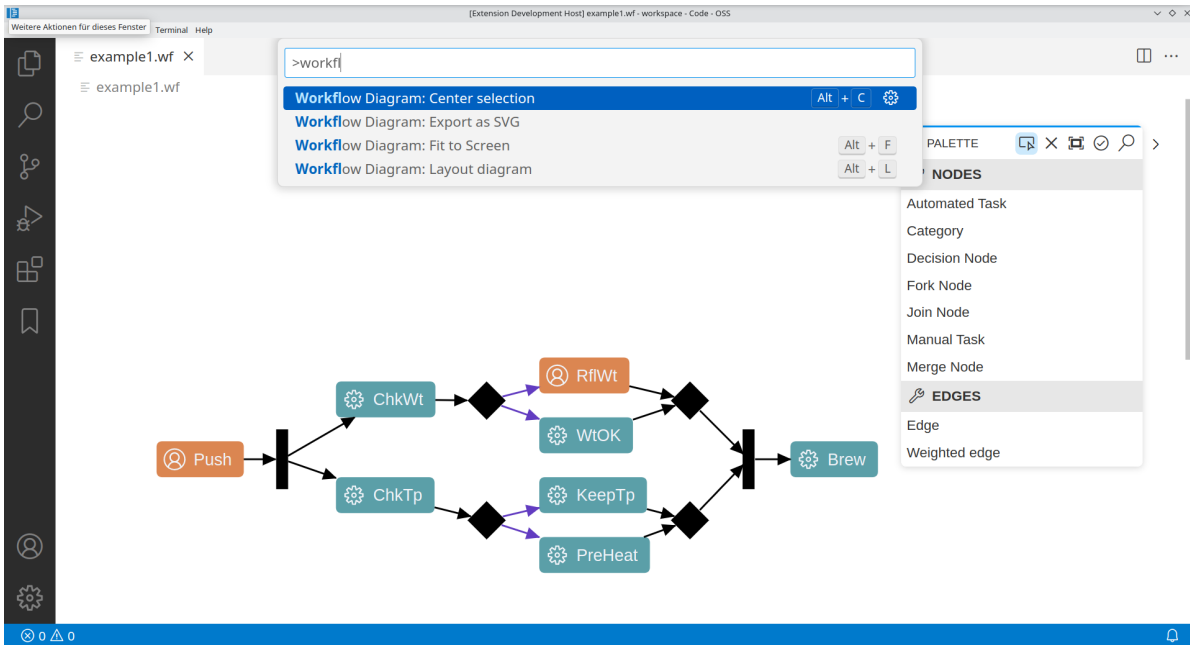 [Extension Development Host] example1.wf - workspace - Code - OSS
Weitere Aktionen für dieses Fenster
Terminal Help
example1.wf
example1.wf
>workfl
Workflow Diagram: Center selection Alt + C
Workflow Diagram: Export as SVG
Workflow Diagram: Fit to Screen Alt + F
Workflow Diagram: Layout diagram Alt + L
PALETTE
NODES
Automated Task
Category
Decision Node
Fork Node
Join Node
Manual Task
Merge Node
EDGES
Edge
Weighted edge
RflWt
ChkWt
WtOK
Push
Brew
ChkTp
KeepTp
PreHeat
0 0